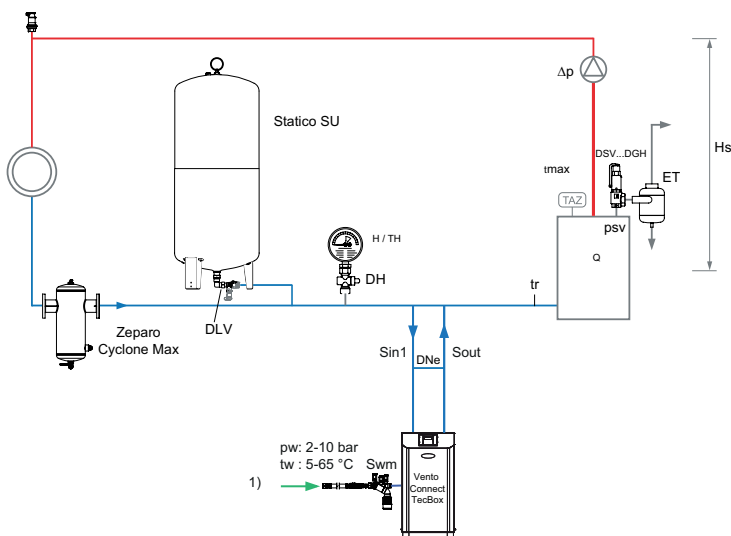 Δp
Statico SU
Hs
DSV...DGH
ET
tmax
TAZ
psv
H / TH
Q
DH
tr
DLV
Zeparo
Cyclone Max
Sin1
Sout
DNe
pw: 2-10 bar
tw : 5-65 °C
Swm
1)
Vento
Connect
TecBox